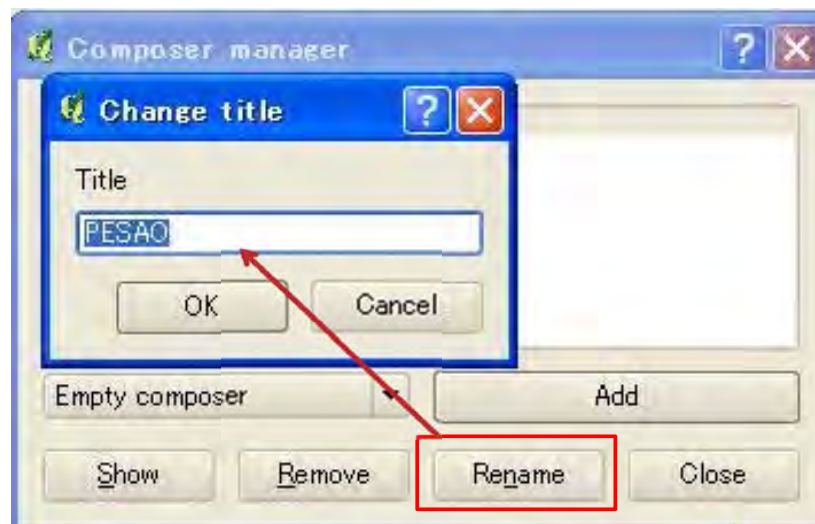 Composer manager
Change title
Title
PESAO
OK Cancel
Empty composer Add
Show Remove Rename Close